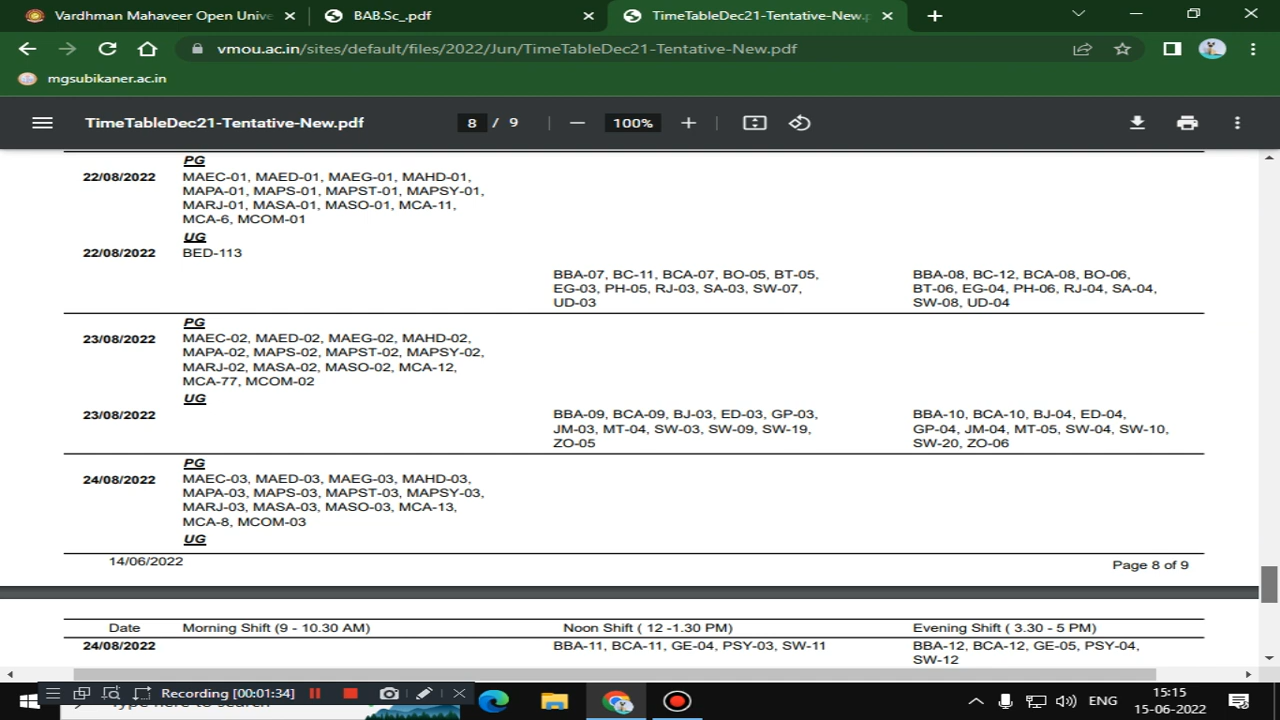 Vardhman Mahaveer Open Unive
BAB.Sc_.pdf
TimeTableDec21-Tentative-New.p
vmou.ac.in/sites/default/files/2022/Jun/TimeTableDec21-Tentative-New.pdf
mgsubikaner.ac.in
TimeTableDec21-Tentative-New.pdf
8 / 9
100%
PG
22/08/2022 MAEC-01, MAED-01, MAEG-01, MAHD-01,
MAPA-01, MAPS-01, MAPST-01, MAPSY-01,
MARJ-01, MASA-01, MASO-01, MCA-11,
MCA-6, MCOM-01
UG
22/08/2022 BED-113
BBA-07, BC-11, BCA-07, BO-05, BT-05, BBA-08, BC-12, BCA-08, BO-06,
EG-03, PH-05, RJ-03, SA-03, SW-07, BT-06, EG-04, PH-06, RJ-04, SA-04,
UD-03 SW-08, UD-04
PG
23/08/2022 MAEC-02, MAED-02, MAEG-02, MAHD-02,
MAPA-02, MAPS-02, MAPST-02, MAPSY-02,
MARJ-02, MASA-02, MASO-02, MCA-12,
MCA-77, MCOM-02
UG
23/08/2022 BBA-09, BCA-09, BJ-03, ED-03, GP-03, BBA-10, BCA-10, BJ-04, ED-04,
JM-03, MT-04, SW-03, SW-09, SW-19, GP-04, JM-04, MT-05, SW-04, SW-10,
ZO-05 SW-20, ZO-06
PG
24/08/2022 MAEC-03, MAED-03, MAEG-03, MAHD-03,
MAPA-03, MAPS-03, MAPST-03, MAPSY-03,
MARJ-03, MASA-03, MASO-03, MCA-13,
MCA-8, MCOM-03
UG
14/06/2022 Page 8 of 9
Date Morning Shift (9 - 10.30 AM) Noon Shift ( 12 -1.30 PM) Evening Shift ( 3.30 - 5 PM)
24/08/2022 BBA-11, BCA-11, GE-04, PSY-03, SW-11 BBA-12, BCA-12, GE-05, PSY-04,
SW-12
Recording [00:01:34]
Type here to search
ENG
15:15
15-06-2022